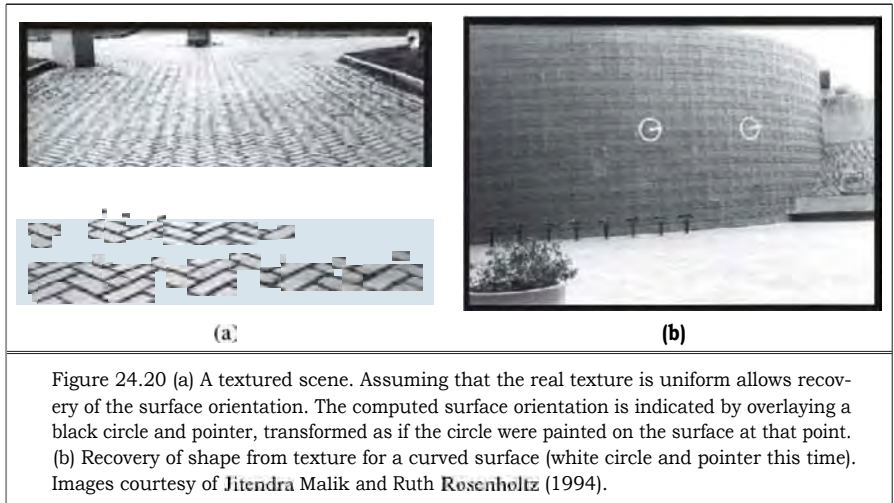 (a)
(b)
Figure 24.20 (a) A textured scene. Assuming that the real texture is uniform allows recov-
ery of the surface orientation. The computed surface orientation is indicated by overlaying a
black circle and pointer, transformed as if the circle were painted on the surface at that point.
(b) Recovery of shape from texture for a curved surface (white circle and pointer this time).
Images courtesy of Jitendra Malik and Ruth Rosenholtz (1994).